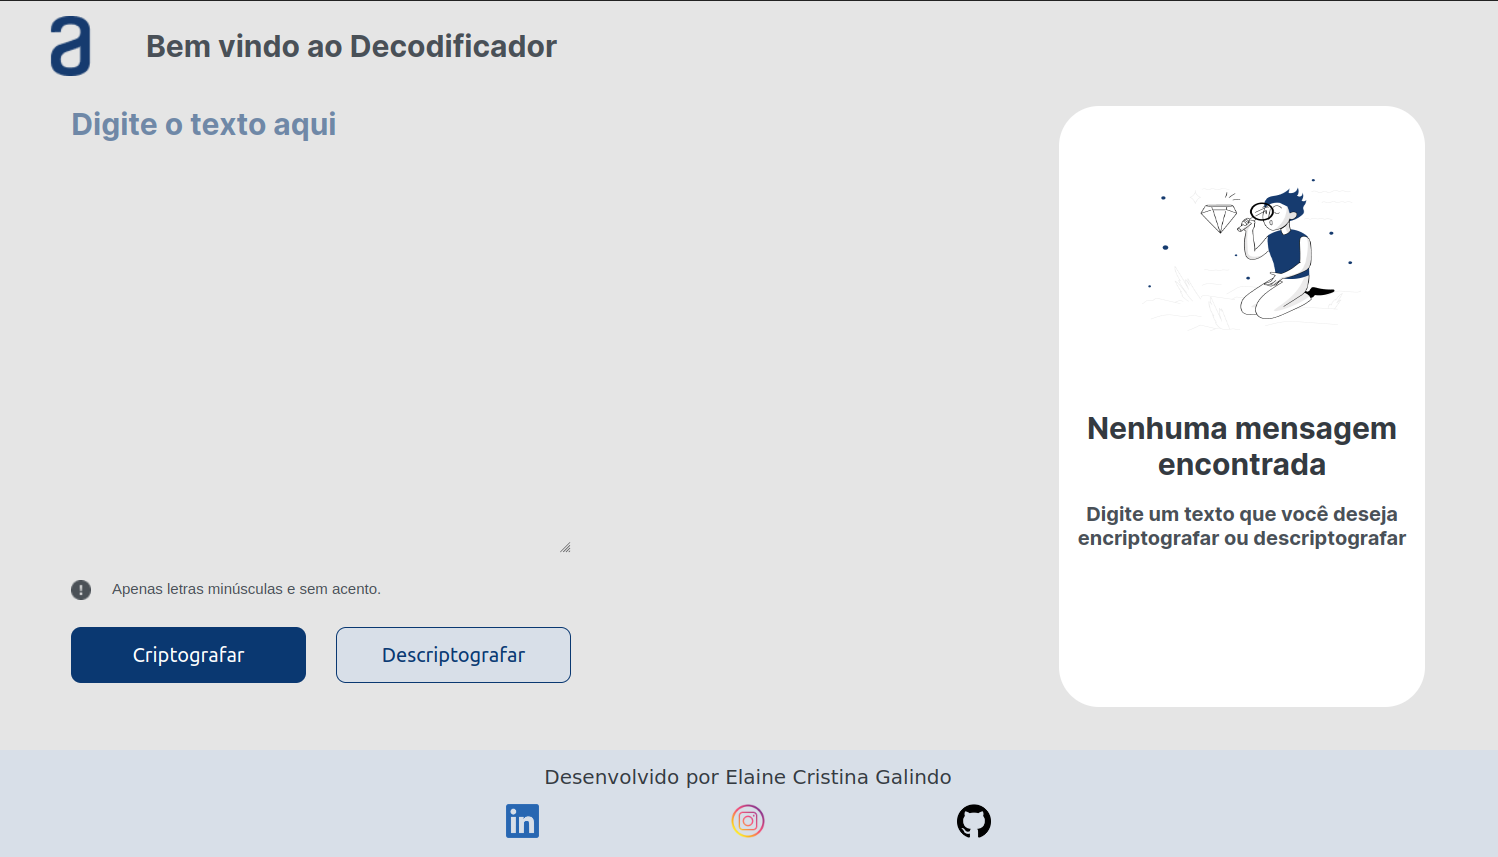 a
Bem vindo ao Decodificador
Digite o texto aqui
Nenhuma mensagem
encontrada
Digite um texto que você deseja
encriptografar ou descriptografar
Apenas letras minúsculas e sem acento.
Criptografar
Descriptografar
Desenvolvido por Elaine Cristina Galindo
in